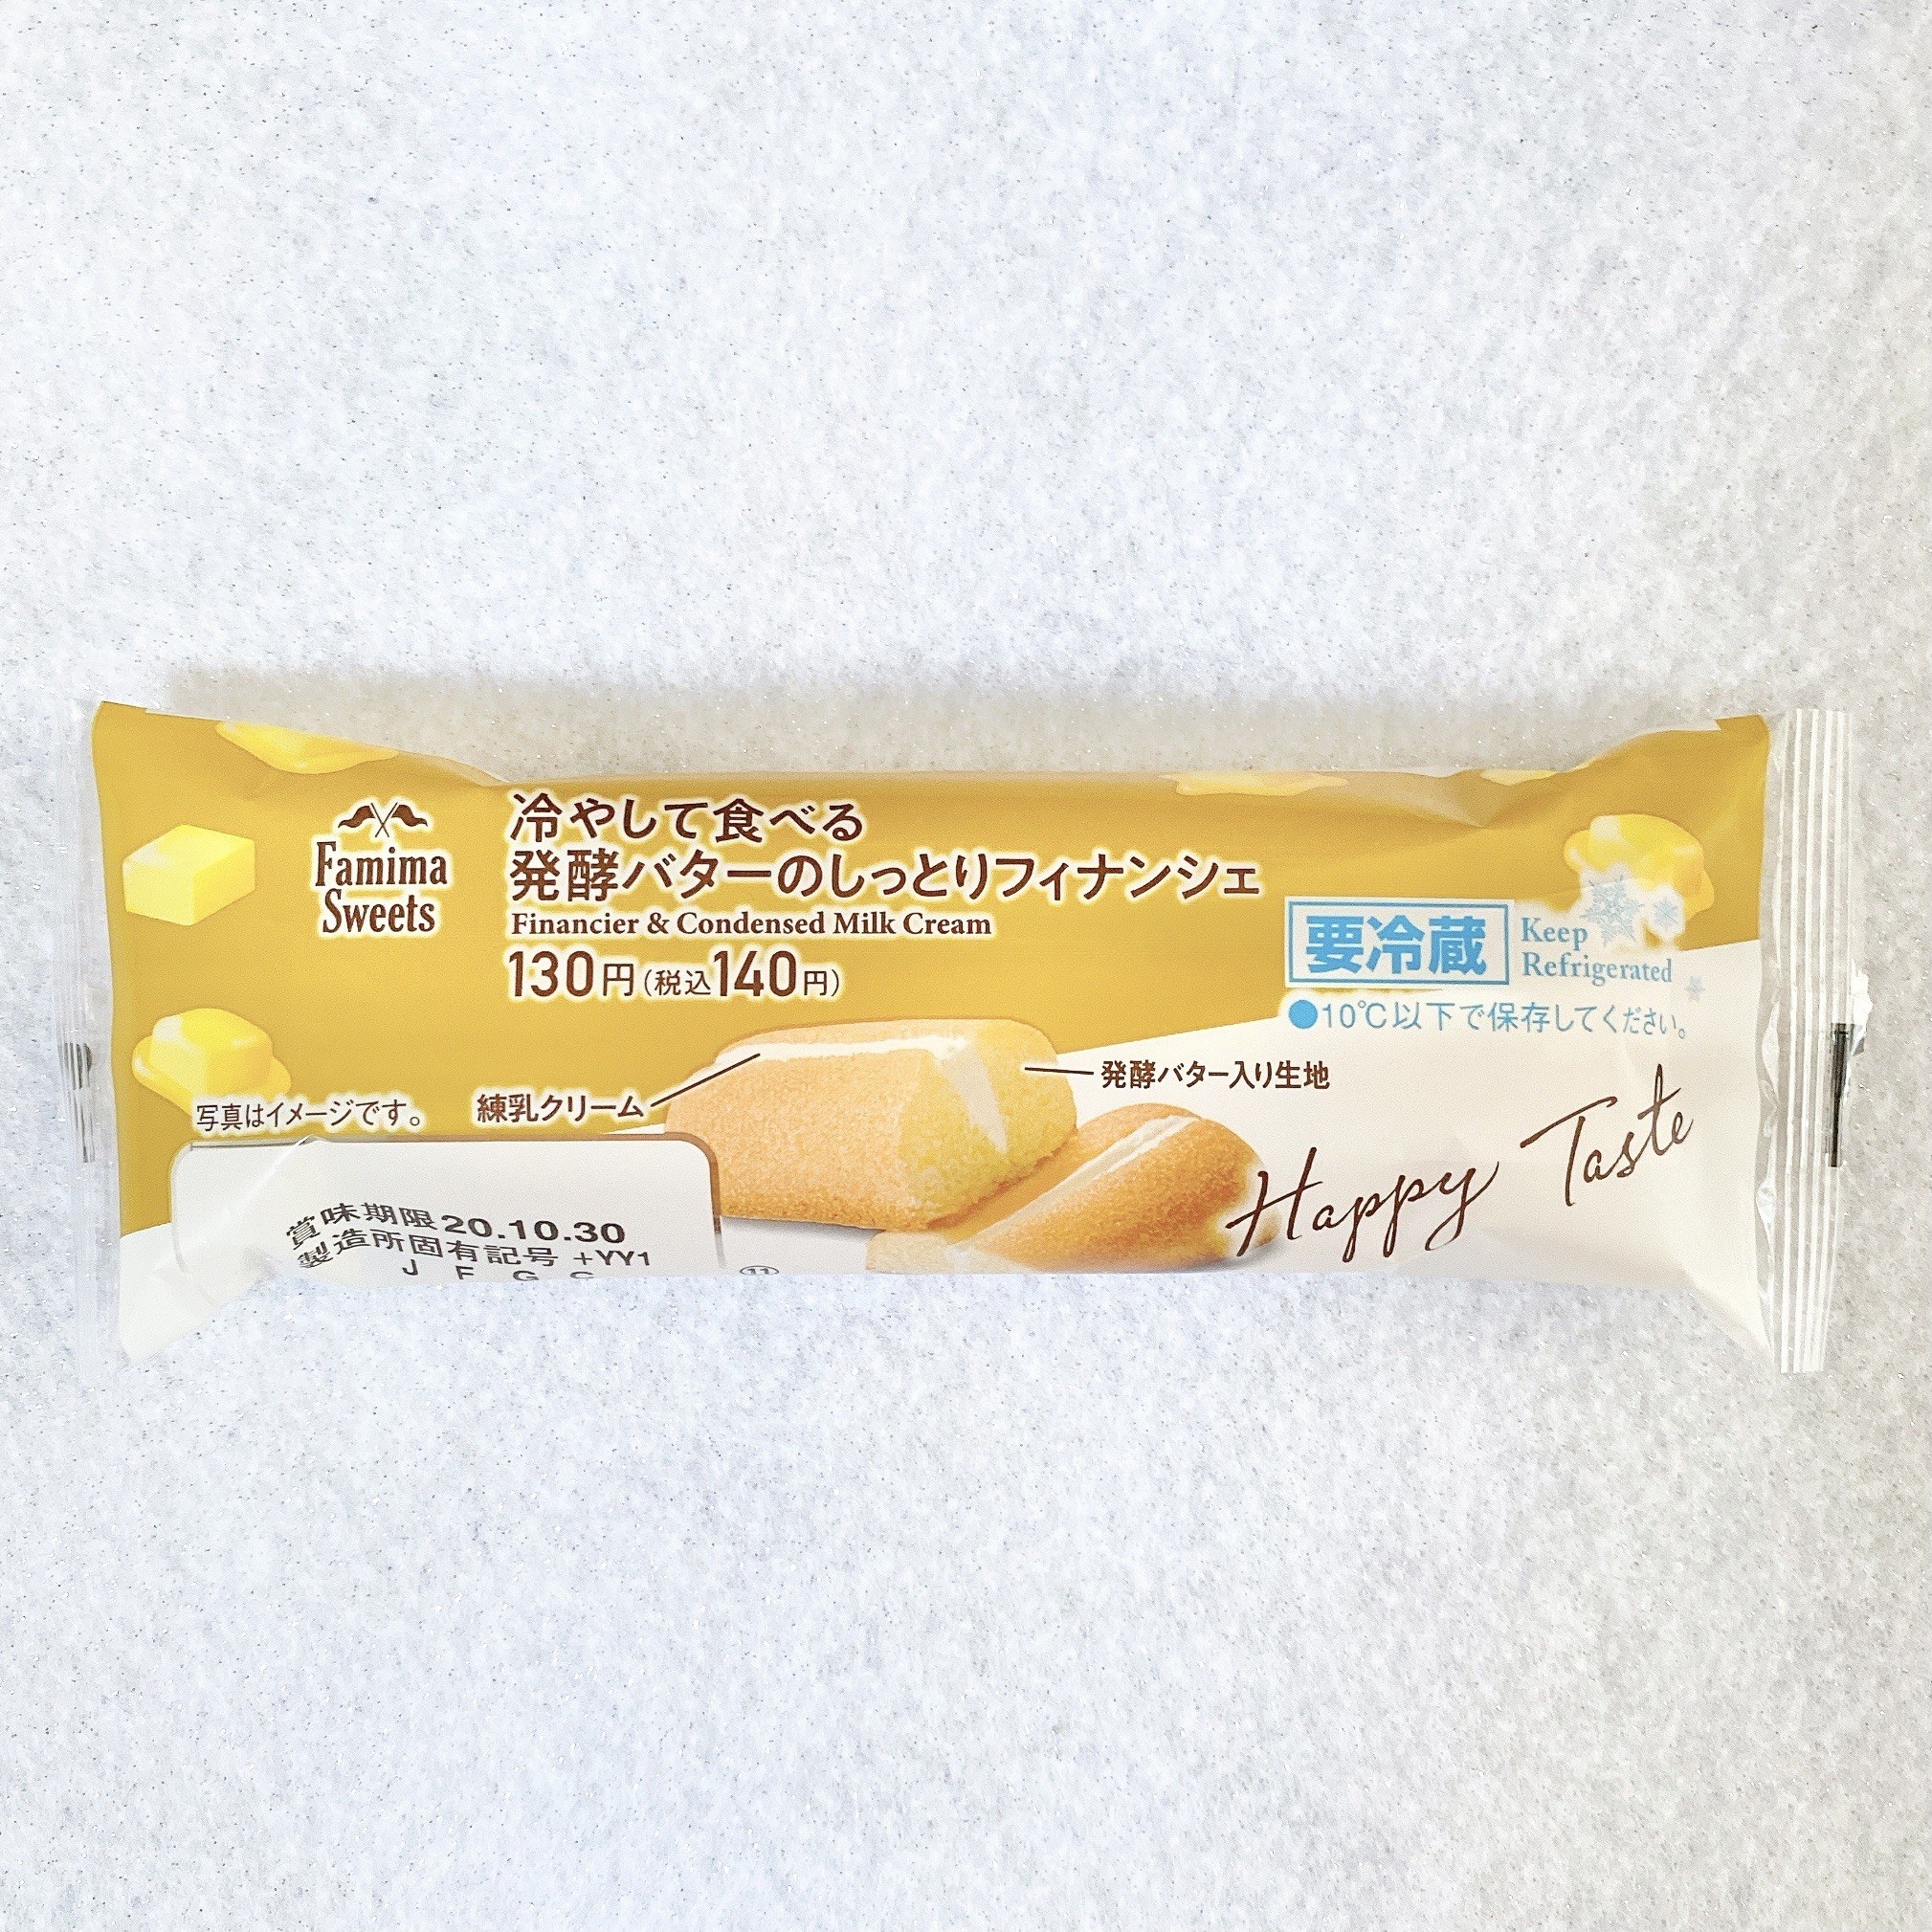 Famima
Sweets
冷やして食べる
発酵バターのしっとりフィナンシェ
Financier & Condensed Milk Cream
130円(税込140円)
要冷蔵
Keep
Refrigerated
●10℃以下で保存してください。
練乳クリーム
発酵バター入り生地
写真はイメージです。
Happy Taste
賞味期限 20.10.30
製造所固有記号 +YY1
J F G